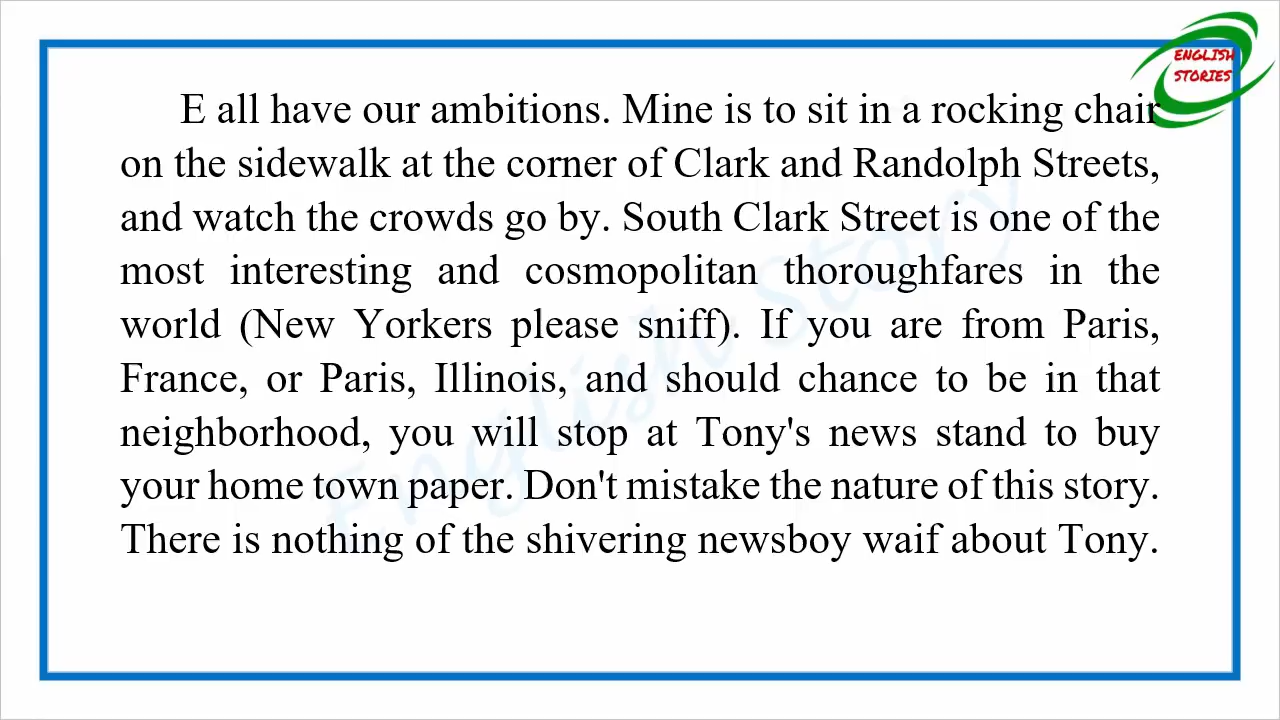 ENGLISH
STORIES
E all have our ambitions. Mine is to sit in a rocking chair
on the sidewalk at the corner of Clark and Randolph Streets,
and watch the crowds go by. South Clark Street is one of the
most interesting and cosmopolitan thoroughfares in the
world (New Yorkers please sniff). If you are from Paris,
France, or Paris, Illinois, and should chance to be in that
neighborhood, you will stop at Tony's news stand to buy
your home town paper. Don't mistake the nature of this story.
There is nothing of the shivering newsboy waif about Tony.
English Story